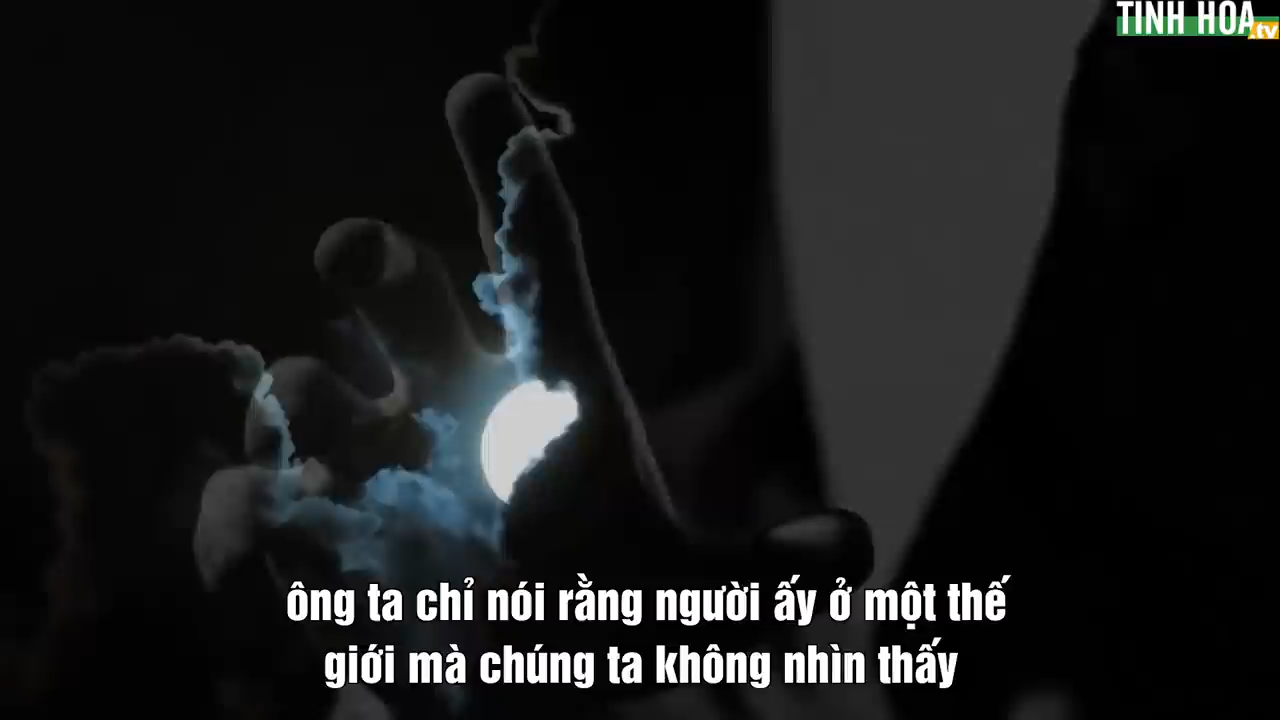 TINH HOA
.tv
ông ta chỉ nói rằng người ấy ở một thế
giới mà chúng ta không nhìn thấy